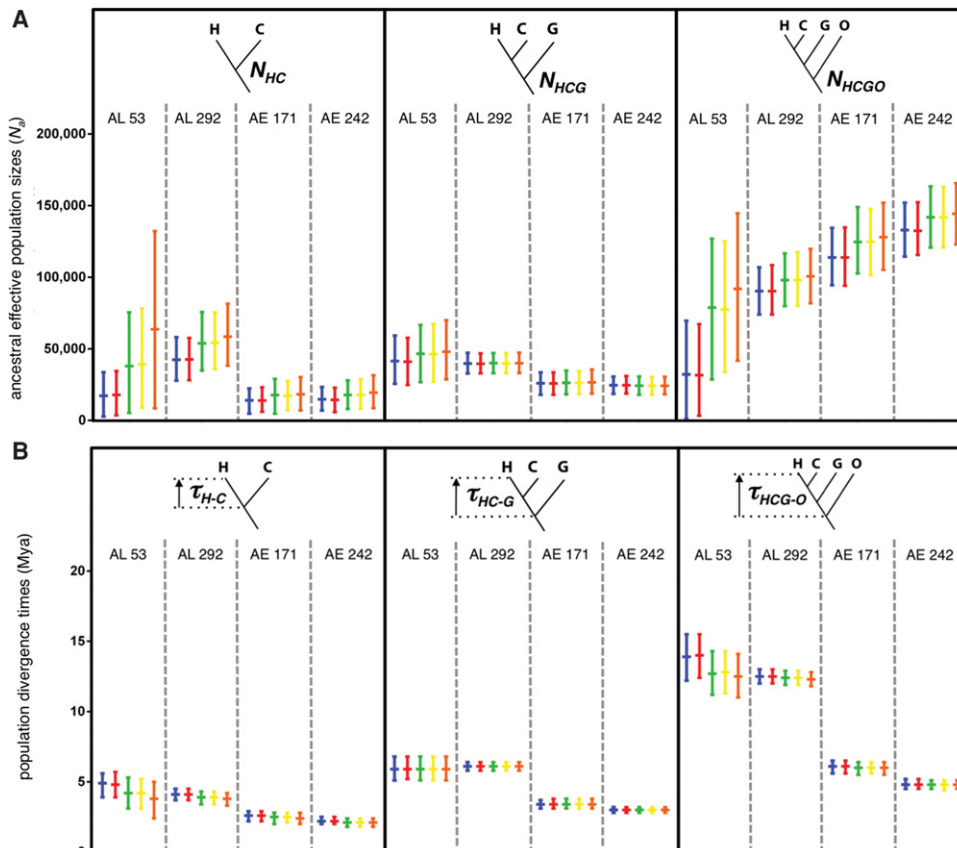 A
H C
N_HC
H C G
N_HCG
H C G O
N_HCGO
ancestral effective population sizes (Na)
AL 53 AL 292 AE 171 AE 242
AL 53 AL 292 AE 171 AE 242
AL 53 AL 292 AE 171 AE 242
200,000
150,000
100,000
50,000
0
B
H C
τ_H-C
H C G
τ_HC-G
H C G O
τ_HCG-O
population divergence times (Mya)
AL 53 AL 292 AE 171 AE 242
AL 53 AL 292 AE 171 AE 242
AL 53 AL 292 AE 171 AE 242
20
15
10
5